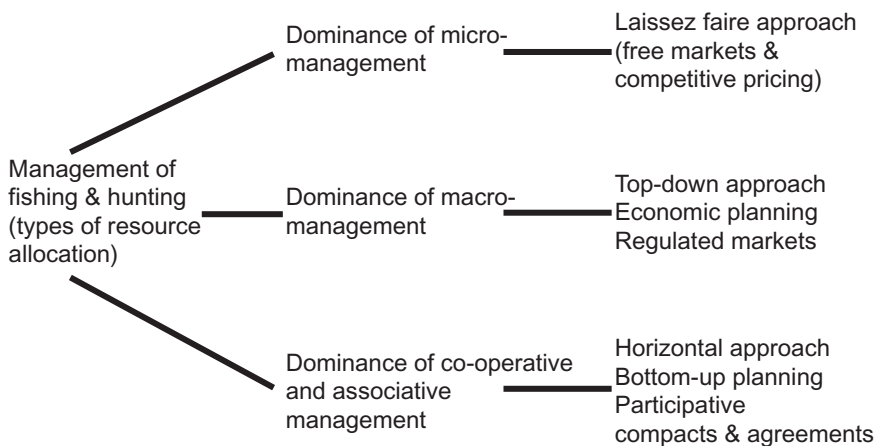 Management of
fishing & hunting
(types of resource
allocation)
Dominance of micro-
management
Laissez faire approach
(free markets &
competitive pricing)
Dominance of macro-
management
Top-down approach
Economic planning
Regulated markets
Dominance of co-operative
and associative
management
Horizontal approach
Bottom-up planning
Participative
compacts & agreements